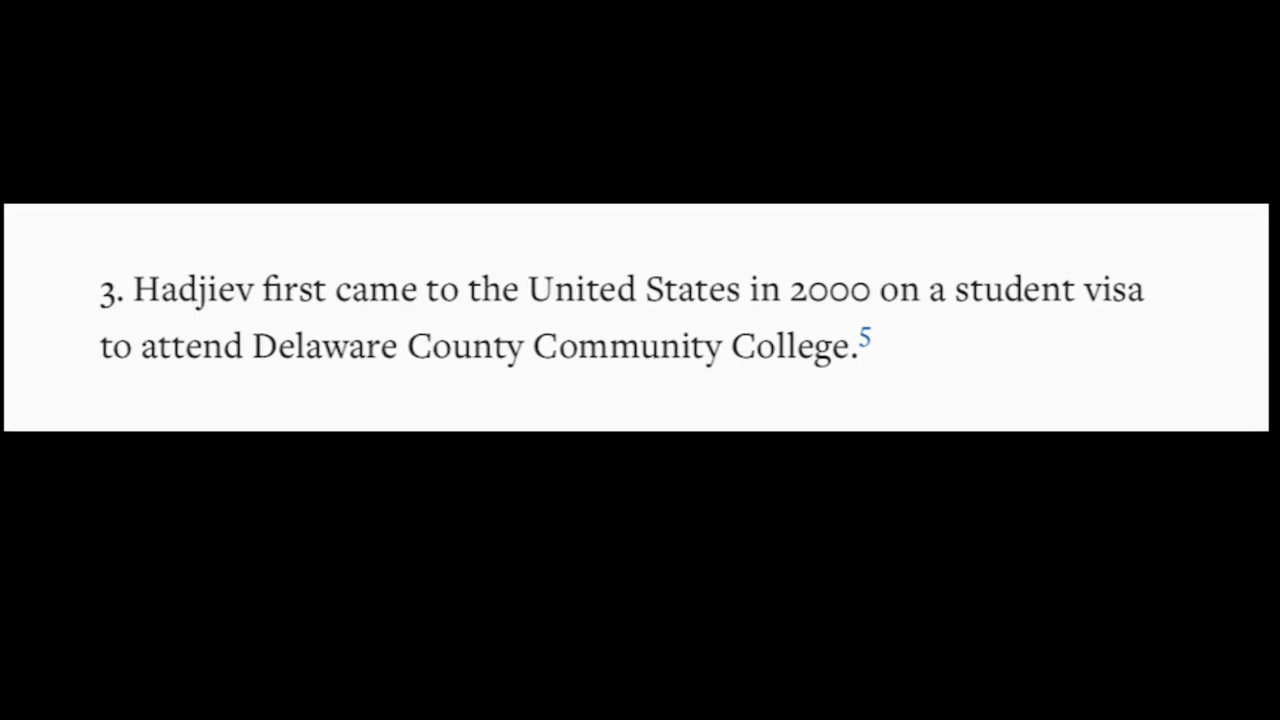 3. Hadjiev first came to the United States in 2000 on a student visa
to attend Delaware County Community College.5